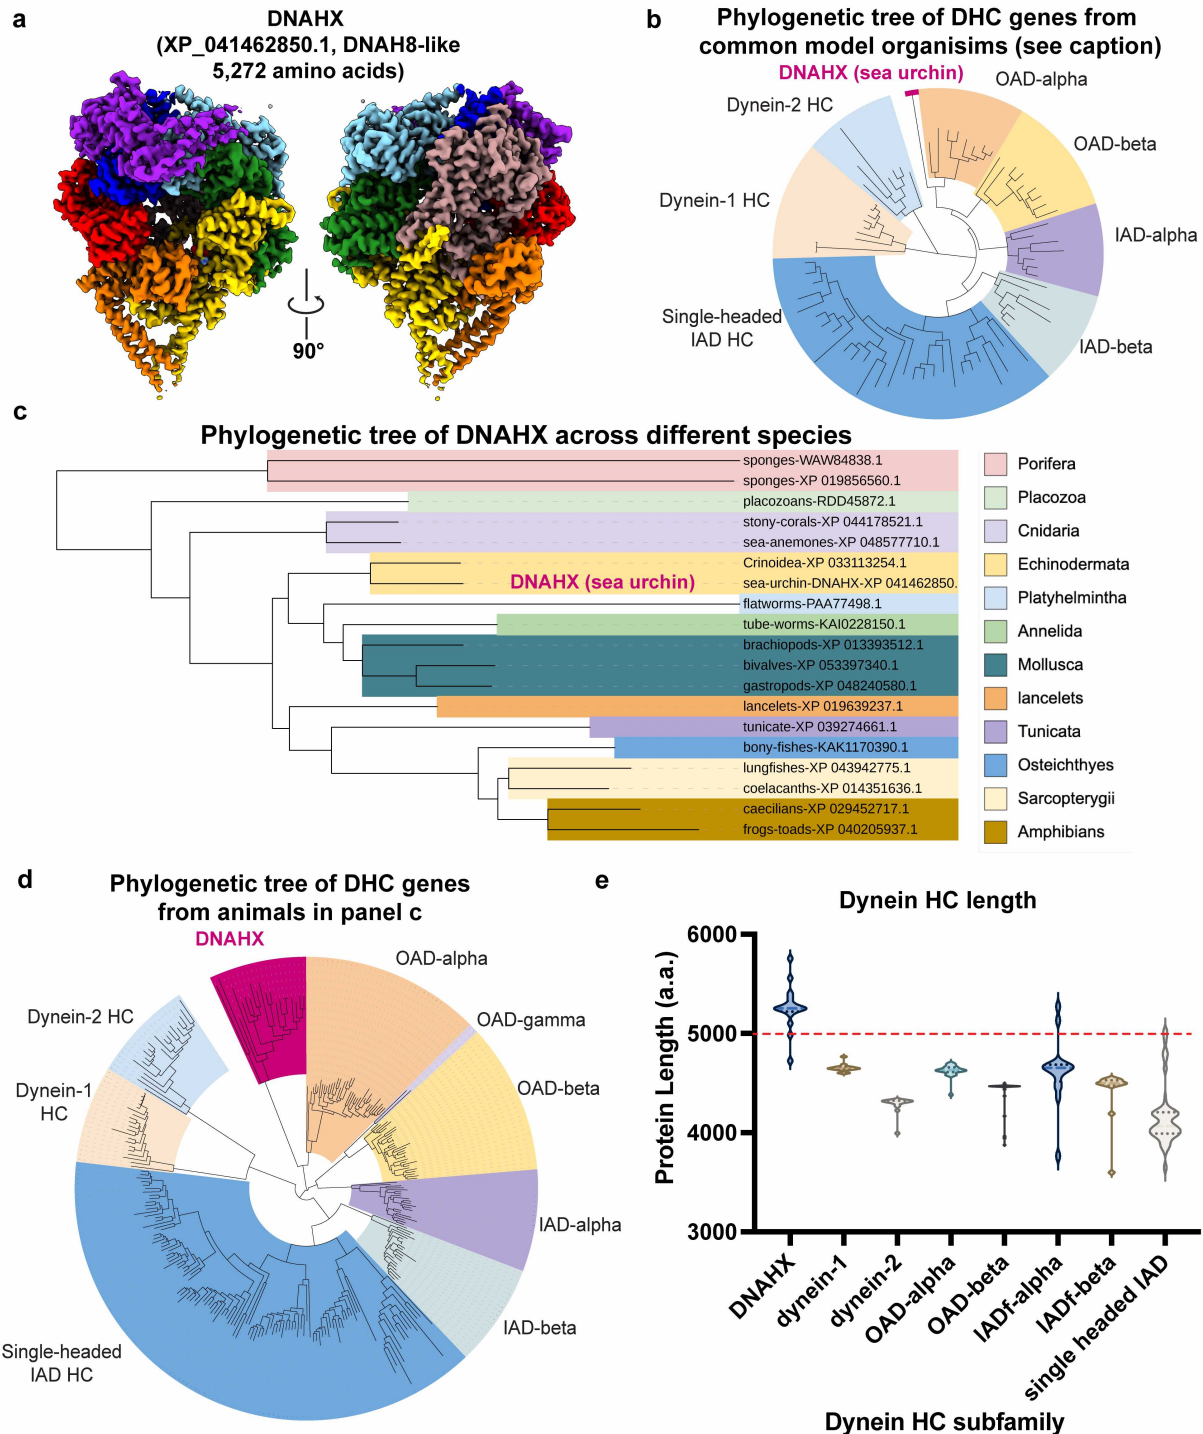 a
DNAHX
(XP_041462850.1, DNAH8-like
5,272 amino acids)
90°
b
Phylogenetic tree of DHC genes from
common model organisims (see caption)
DNAHX (sea urchin)
OAD-alpha
Dynein-2 HC
OAD-beta
Dynein-1 HC
IAD-alpha
Single-headed
IAD HC
IAD-beta
c
Phylogenetic tree of DNAHX across different species
sponges-WAW84838.1
sponges-XP 019856560.1
placozoans-RDD45872.1
stony-corals-XP 044178521.1
sea-anemones-XP 048577710.1
Crinoidea-XP 033113254.1
DNAHX (sea urchin)
sea-urchin-DNAHX-XP 041462850.
flatworms-PAA77498.1
tube-worms-KAI0228150.1
brachiopods-XP 013393512.1
bivalves-XP 053397340.1
gastropods-XP 048240580.1
lancelets-XP 019639237.1
tunicate-XP 039274661.1
bony-fishes-KAK1170390.1
lungfishes-XP 043942775.1
coelacanths-XP 014351636.1
caecilians-XP 029452717.1
frogs-toads-XP 040205937.1
Porifera
Placozoa
Cnidaria
Echinodermata
Platyhelmintha
Annelida
Mollusca
lancelets
Tunicata
Osteichthyes
Sarcopterygii
Amphibians
d
Phylogenetic tree of DHC genes
from animals in panel c
DNAHX
OAD-alpha
Dynein-2 HC
OAD-gamma
Dynein-1
HC
OAD-beta
IAD-alpha
IAD-beta
Single-headed
IAD HC
e
Dynein HC length
Protein Length (a.a.)
6000
5000
4000
3000
DNAHX
dynein-1
dynein-2
OAD-alpha
OAD-beta
IADf-alpha
IADf-beta
single headed IAD
Dynein HC subfamily